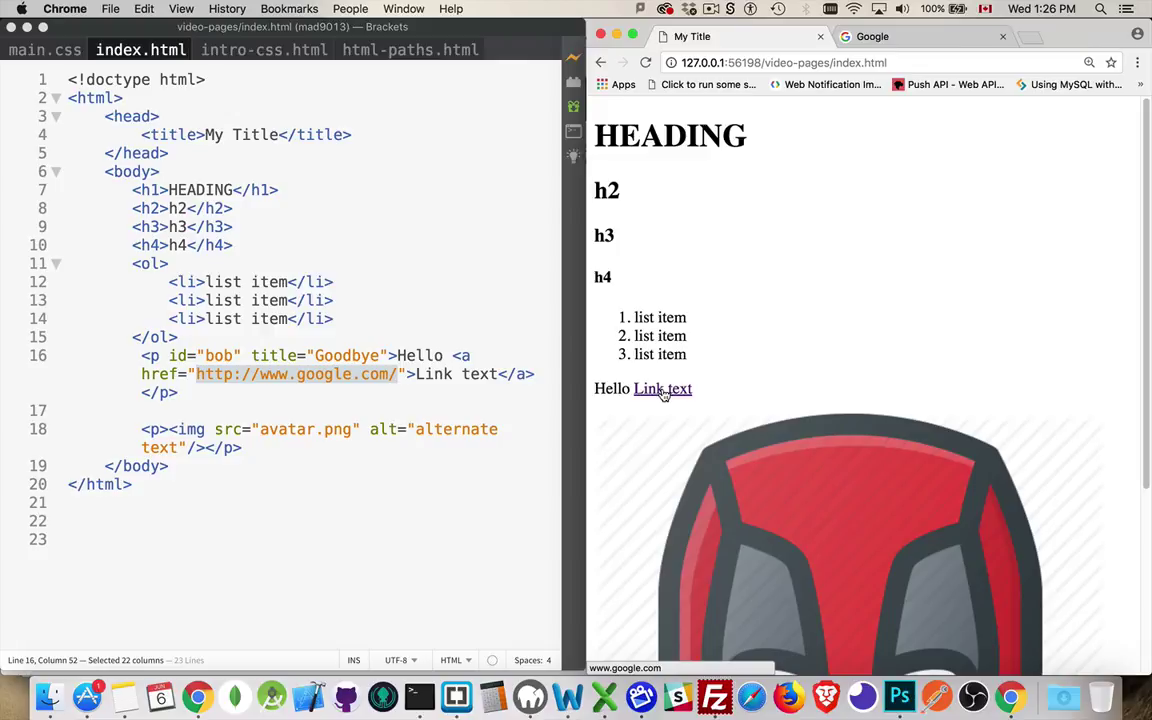 Chrome File Edit View History Bookmarks People Window Help 100% Wed 1:26 PM
video-pages/index.html (mad9013) — Brackets
main.css index.html intro-css.html html-paths.html
1 <!doctype html>
2 <html>
3 <head>
4 <title>My Title</title>
5 </head>
6 <body>
7 <h1>HEADING</h1>
8 <h2>h2</h2>
9 <h3>h3</h3>
10 <h4>h4</h4>
11 <ol>
12 <li>list item</li>
13 <li>list item</li>
14 <li>list item</li>
15 </ol>
16 <p id="bob" title="Goodbye">Hello <a
href="http://www.google.com/">Link text</a>
</p>
17
18 <p><img src="avatar.png" alt="alternate
text"/></p>
19 </body>
20 </html>
21
22
23
Line 16, Column 52 — Selected 22 columns — 23 Lines INS UTF-8 HTML Spaces: 4
My Title Google
127.0.0.1:56198/video-pages/index.html
Apps Click to run some s... Web Notification Im... Push API - Web API... Using MySQL with... »
HEADING
h2
h3
h4
1. list item
2. list item
3. list item
Hello Link text
www.google.com
JUN
6
1
Ps